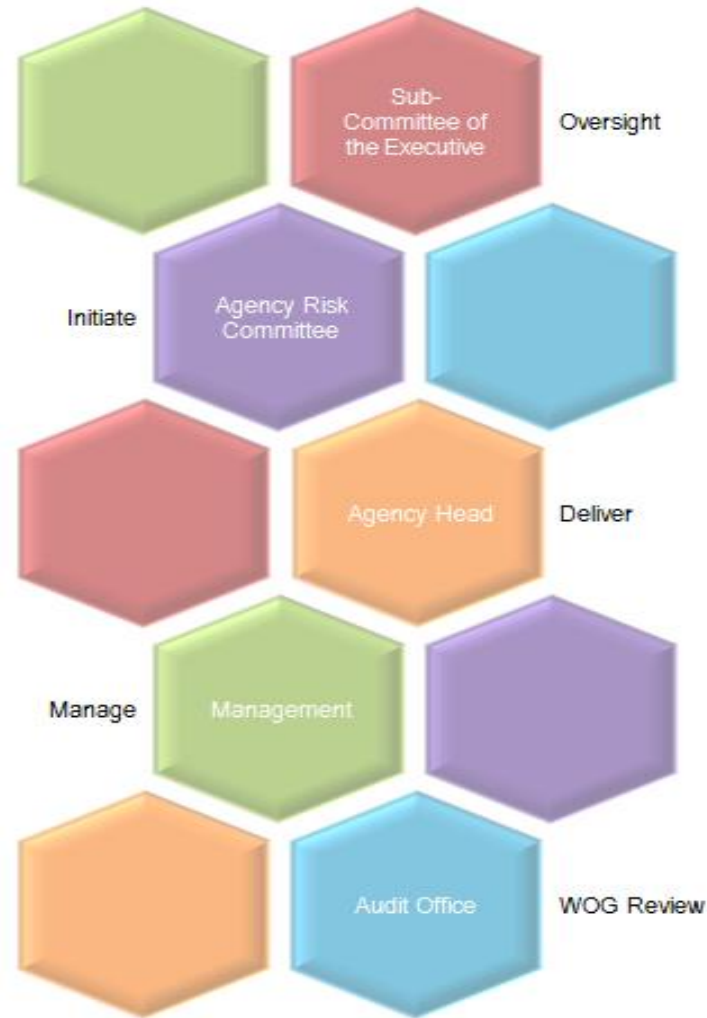 Sub-
Committee of
the Executive
Oversight
Initiate
Agency Risk
Committee
Agency Head
Deliver
Manage
Management
Audit Office
WOG Review